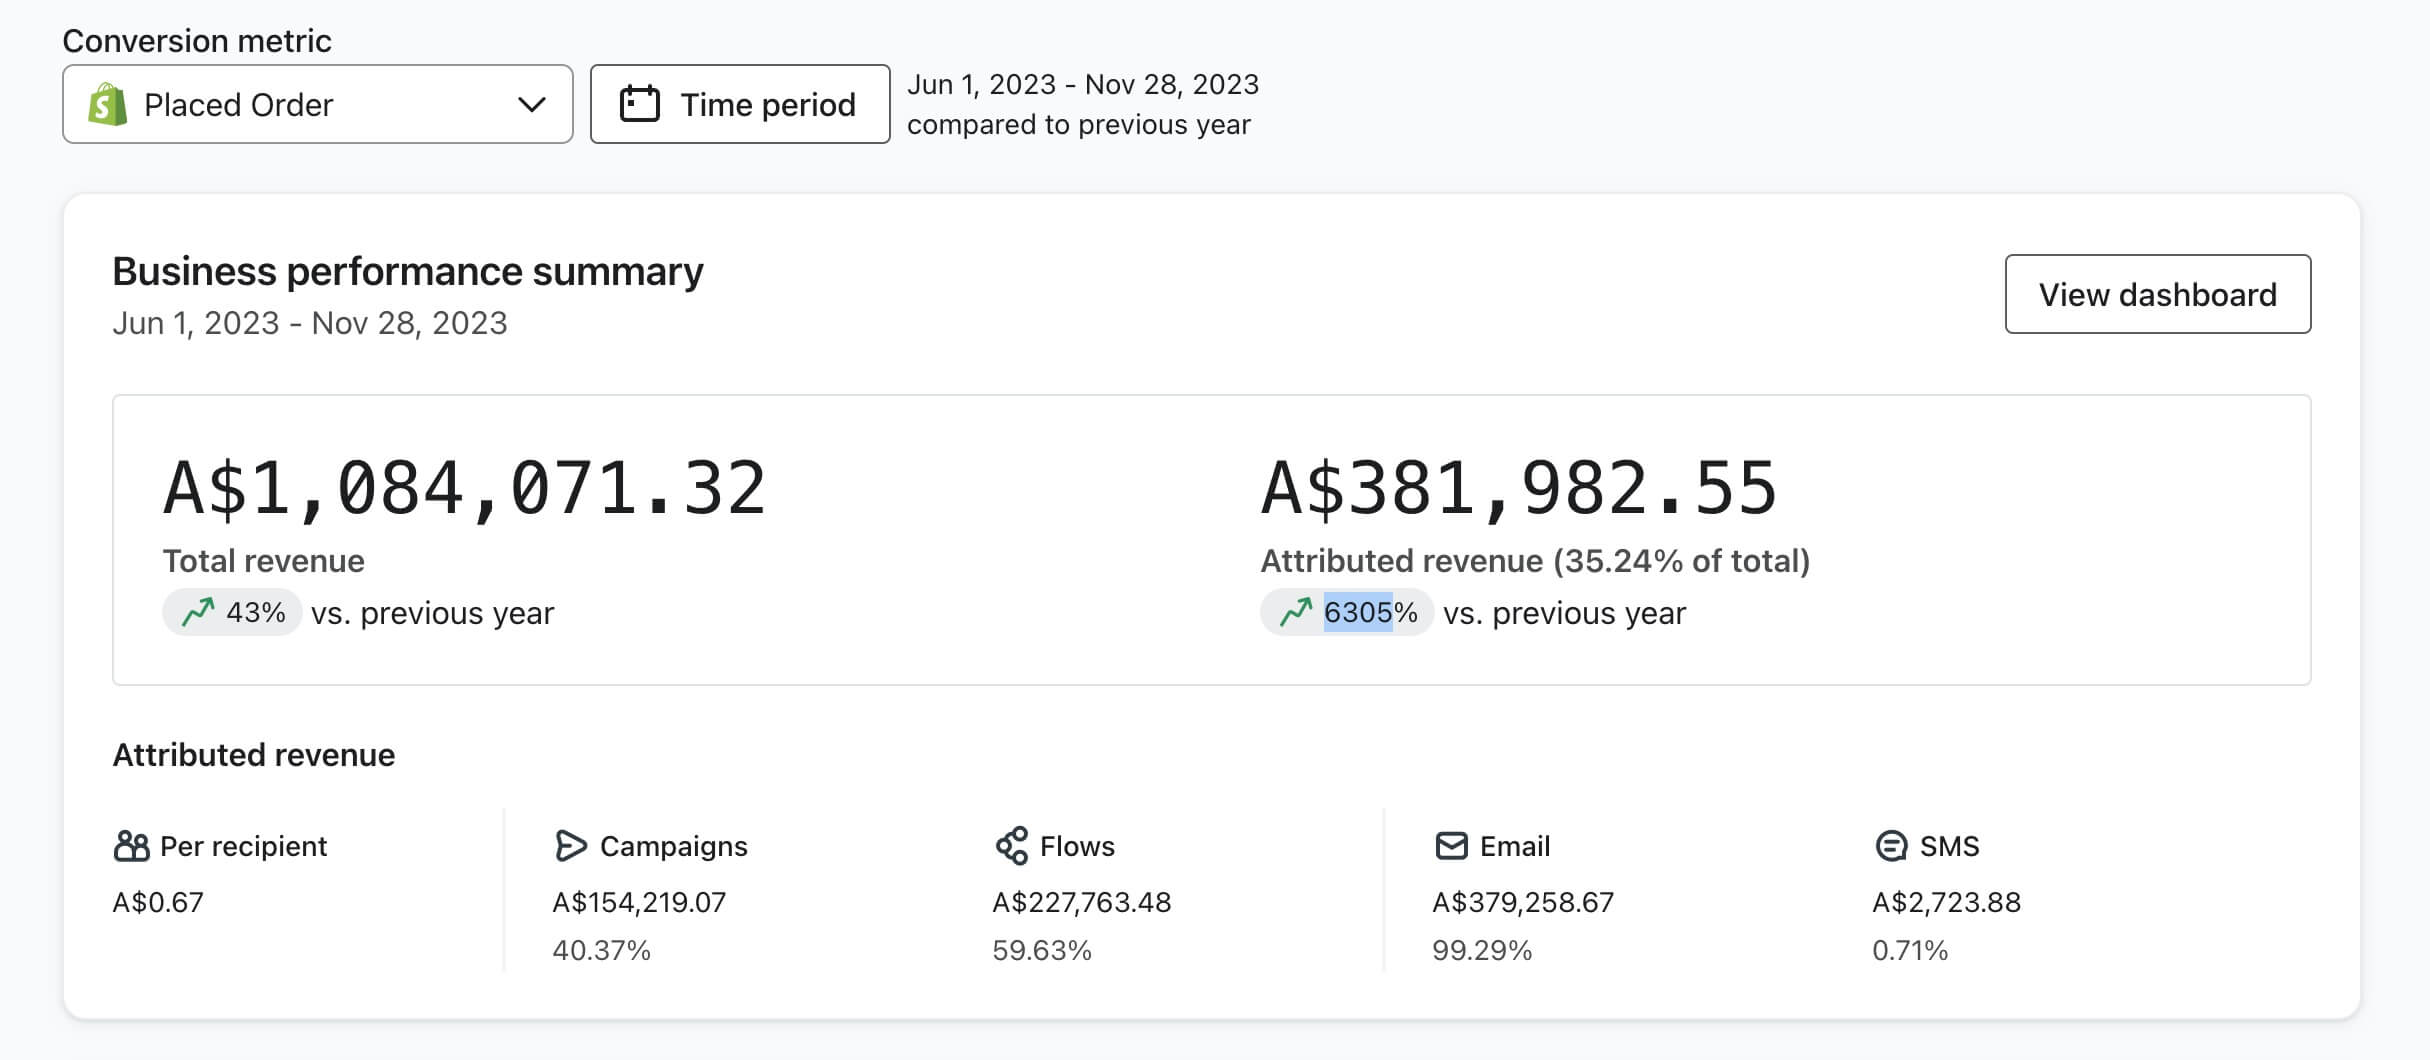 Conversion metric
Placed Order
Time period
Jun 1, 2023 - Nov 28, 2023
compared to previous year
Business performance summary
Jun 1, 2023 - Nov 28, 2023
View dashboard
A$1,084,071.32
Total revenue
43% vs. previous year
A$381,982.55
Attributed revenue (35.24% of total)
6305% vs. previous year
Attributed revenue
Per recipient
A$0.67
Campaigns
A$154,219.07
40.37%
Flows
A$227,763.48
59.63%
Email
A$379,258.67
99.29%
SMS
A$2,723.88
0.71%